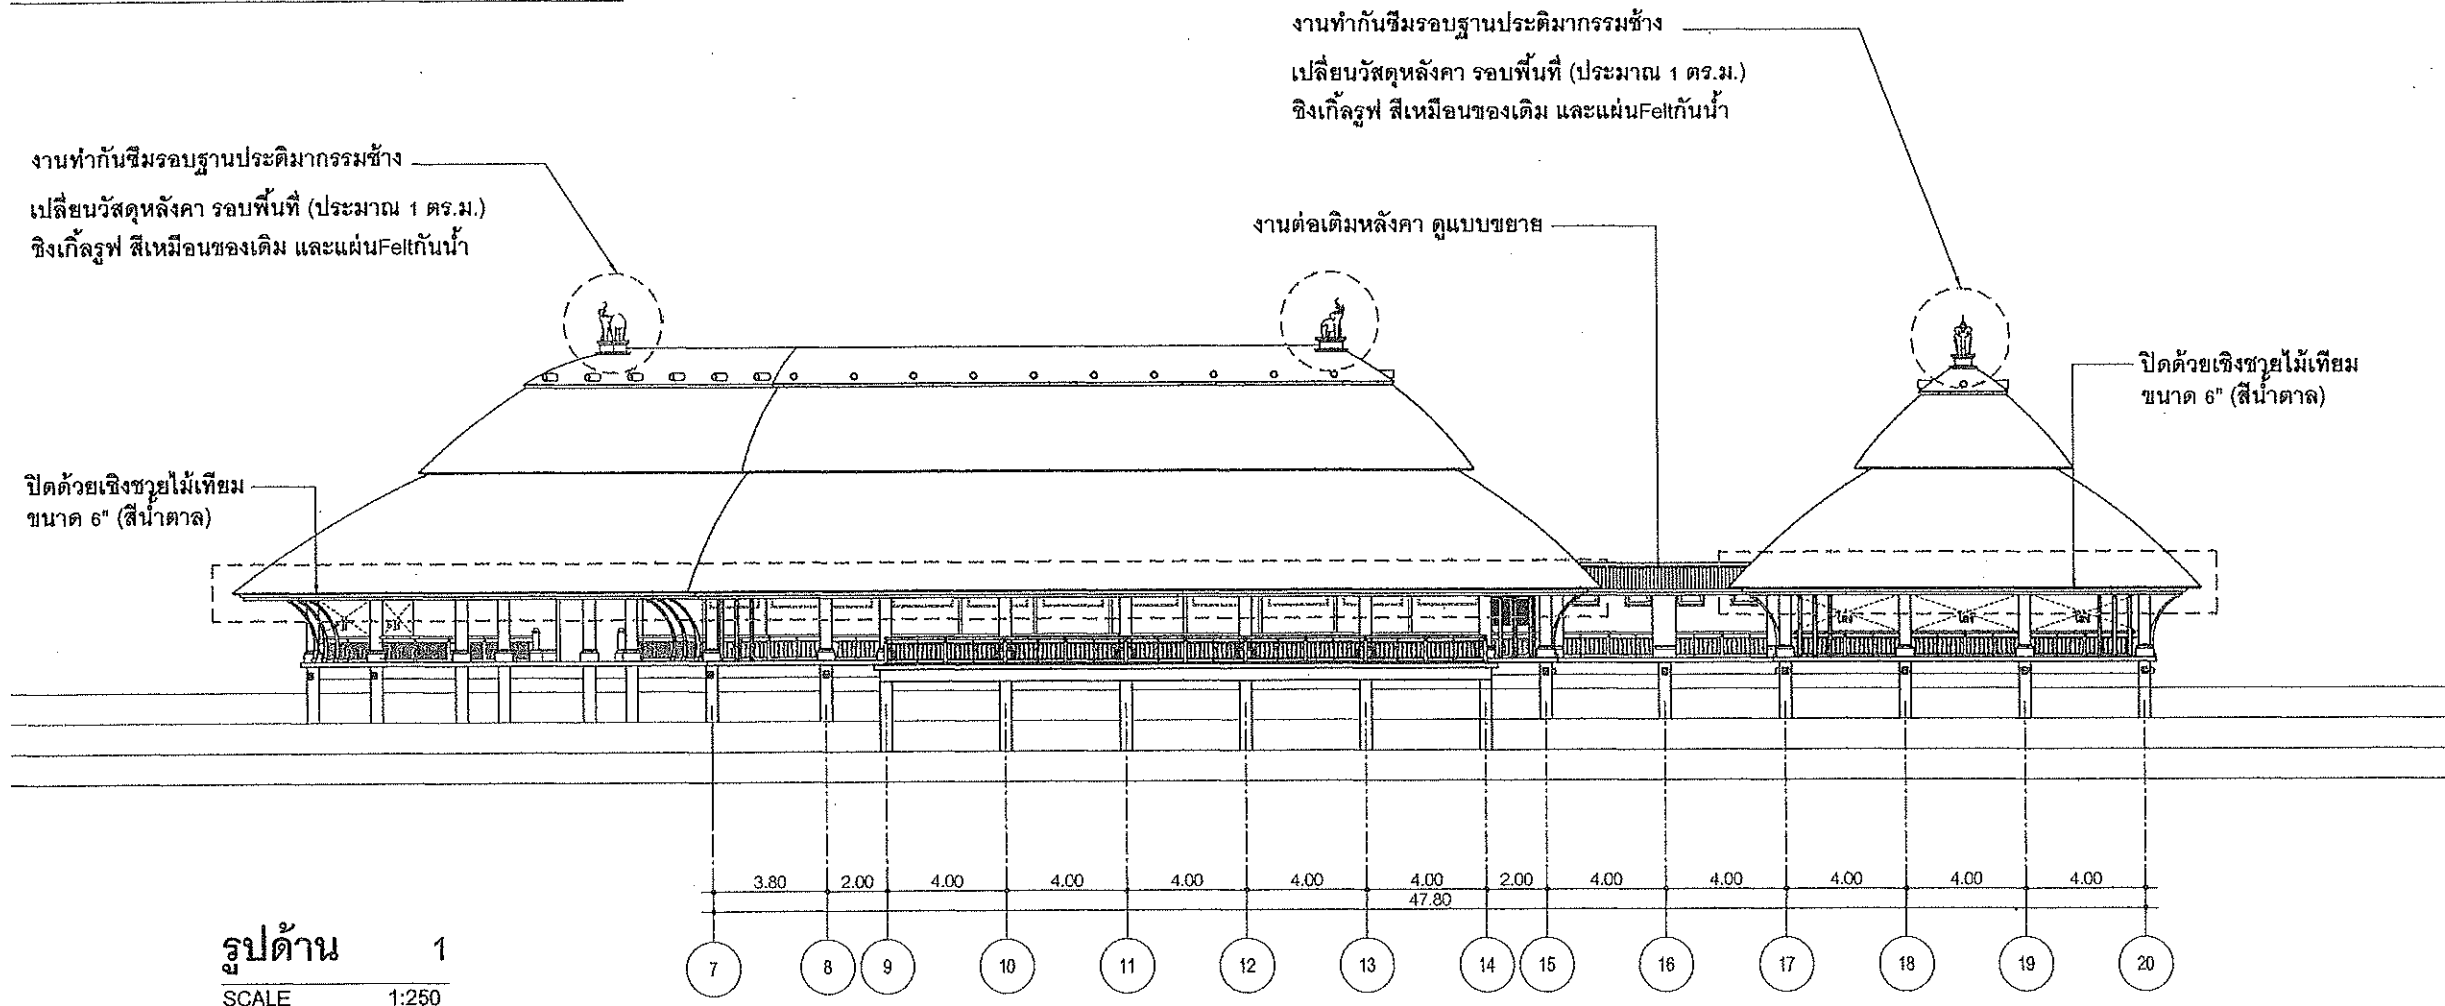 งานทำกันซึมรอบฐานประติมากรรมช้าง
เปลี่ยนวัสดุหลังคา รอบพื้นที่ (ประมาณ 1 ตร.ม.)
ชิงเกิ้ลรูฟ สีเหมือนของเดิม และแผ่นFeltกันน้ำ
งานทำกันซึมรอบฐานประติมากรรมช้าง
เปลี่ยนวัสดุหลังคา รอบพื้นที่ (ประมาณ 1 ตร.ม.)
ชิงเกิ้ลรูฟ สีเหมือนของเดิม และแผ่นFeltกันน้ำ
งานต่อเติมหลังคา ดูแบบขยาย
ปิดด้วยเชิงชายไม้เทียม
ขนาด 6" (สีน้ำตาล)
ปิดด้วยเชิงชายไม้เทียม
ขนาด 6" (สีน้ำตาล)
โล่ง โล่ง โล่ง
3.80 2.00 4.00 4.00 4.00 4.00 4.00 2.00 4.00 4.00 4.00 4.00 4.00
47.80
7 8 9 10 11 12 13 14 15 16 17 18 19 20
รูปด้าน 1
SCALE 1:250